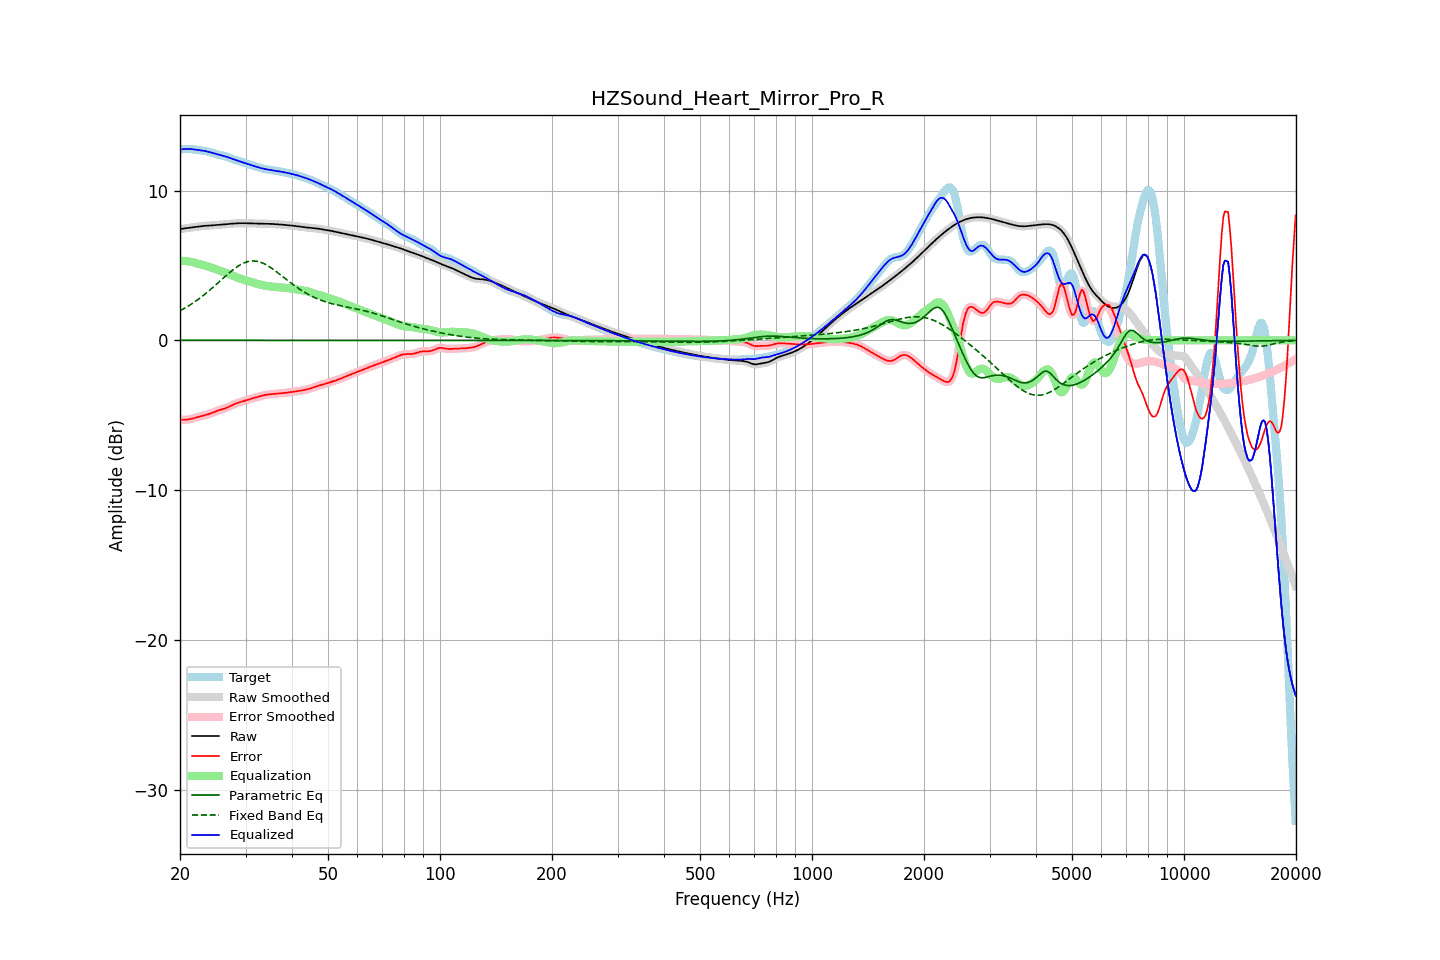 HZSound_Heart_Mirror_Pro_R
Amplitude (dBr)
10
0
−10
−20
−30
Target
Raw Smoothed
Error Smoothed
Raw
Error
Equalization
Parametric Eq
Fixed Band Eq
Equalized
20 50 100 200 500 1000 2000 5000 10000 20000
Frequency (Hz)